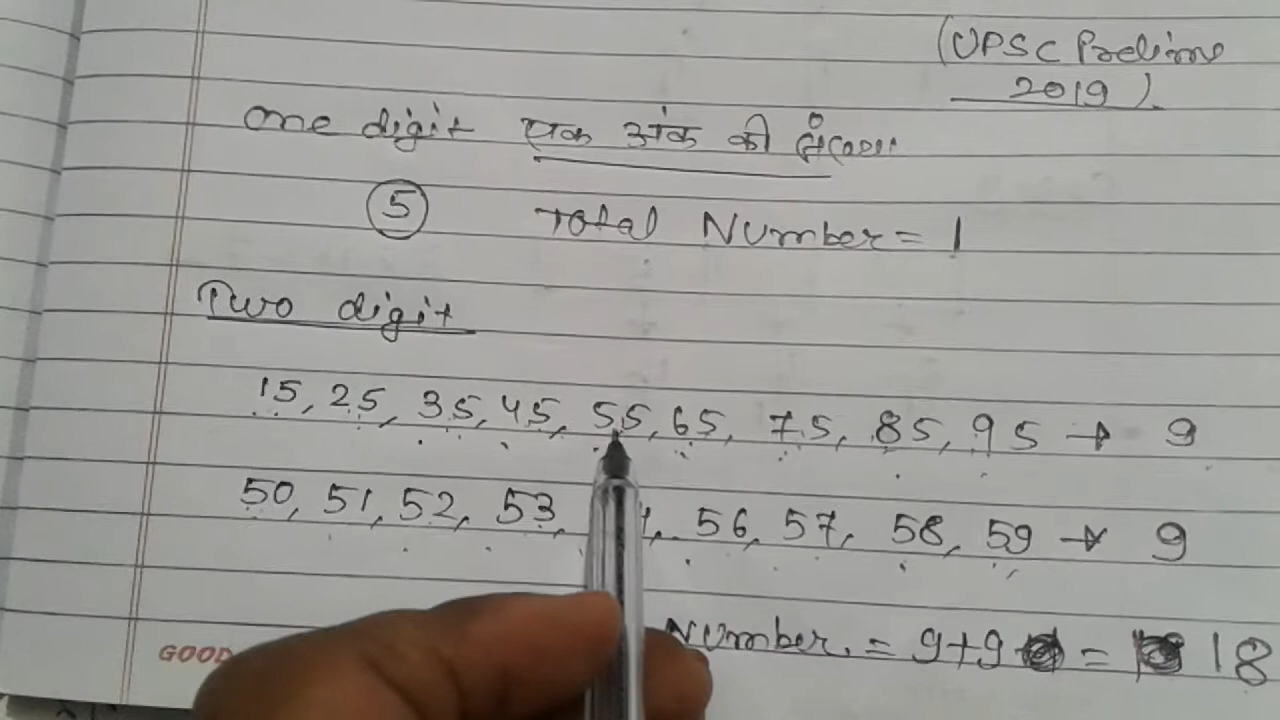 (UPSC Prelims
2019).
One digit एक अंक की संख्या
5 Total Number = 1
Two digit
15, 25, 35, 45, 55, 65, 75, 85, 95 → 9
50, 51, 52, 53, 56, 57, 58, 59 → 9
Number. = 9+9 = 18
GOOD